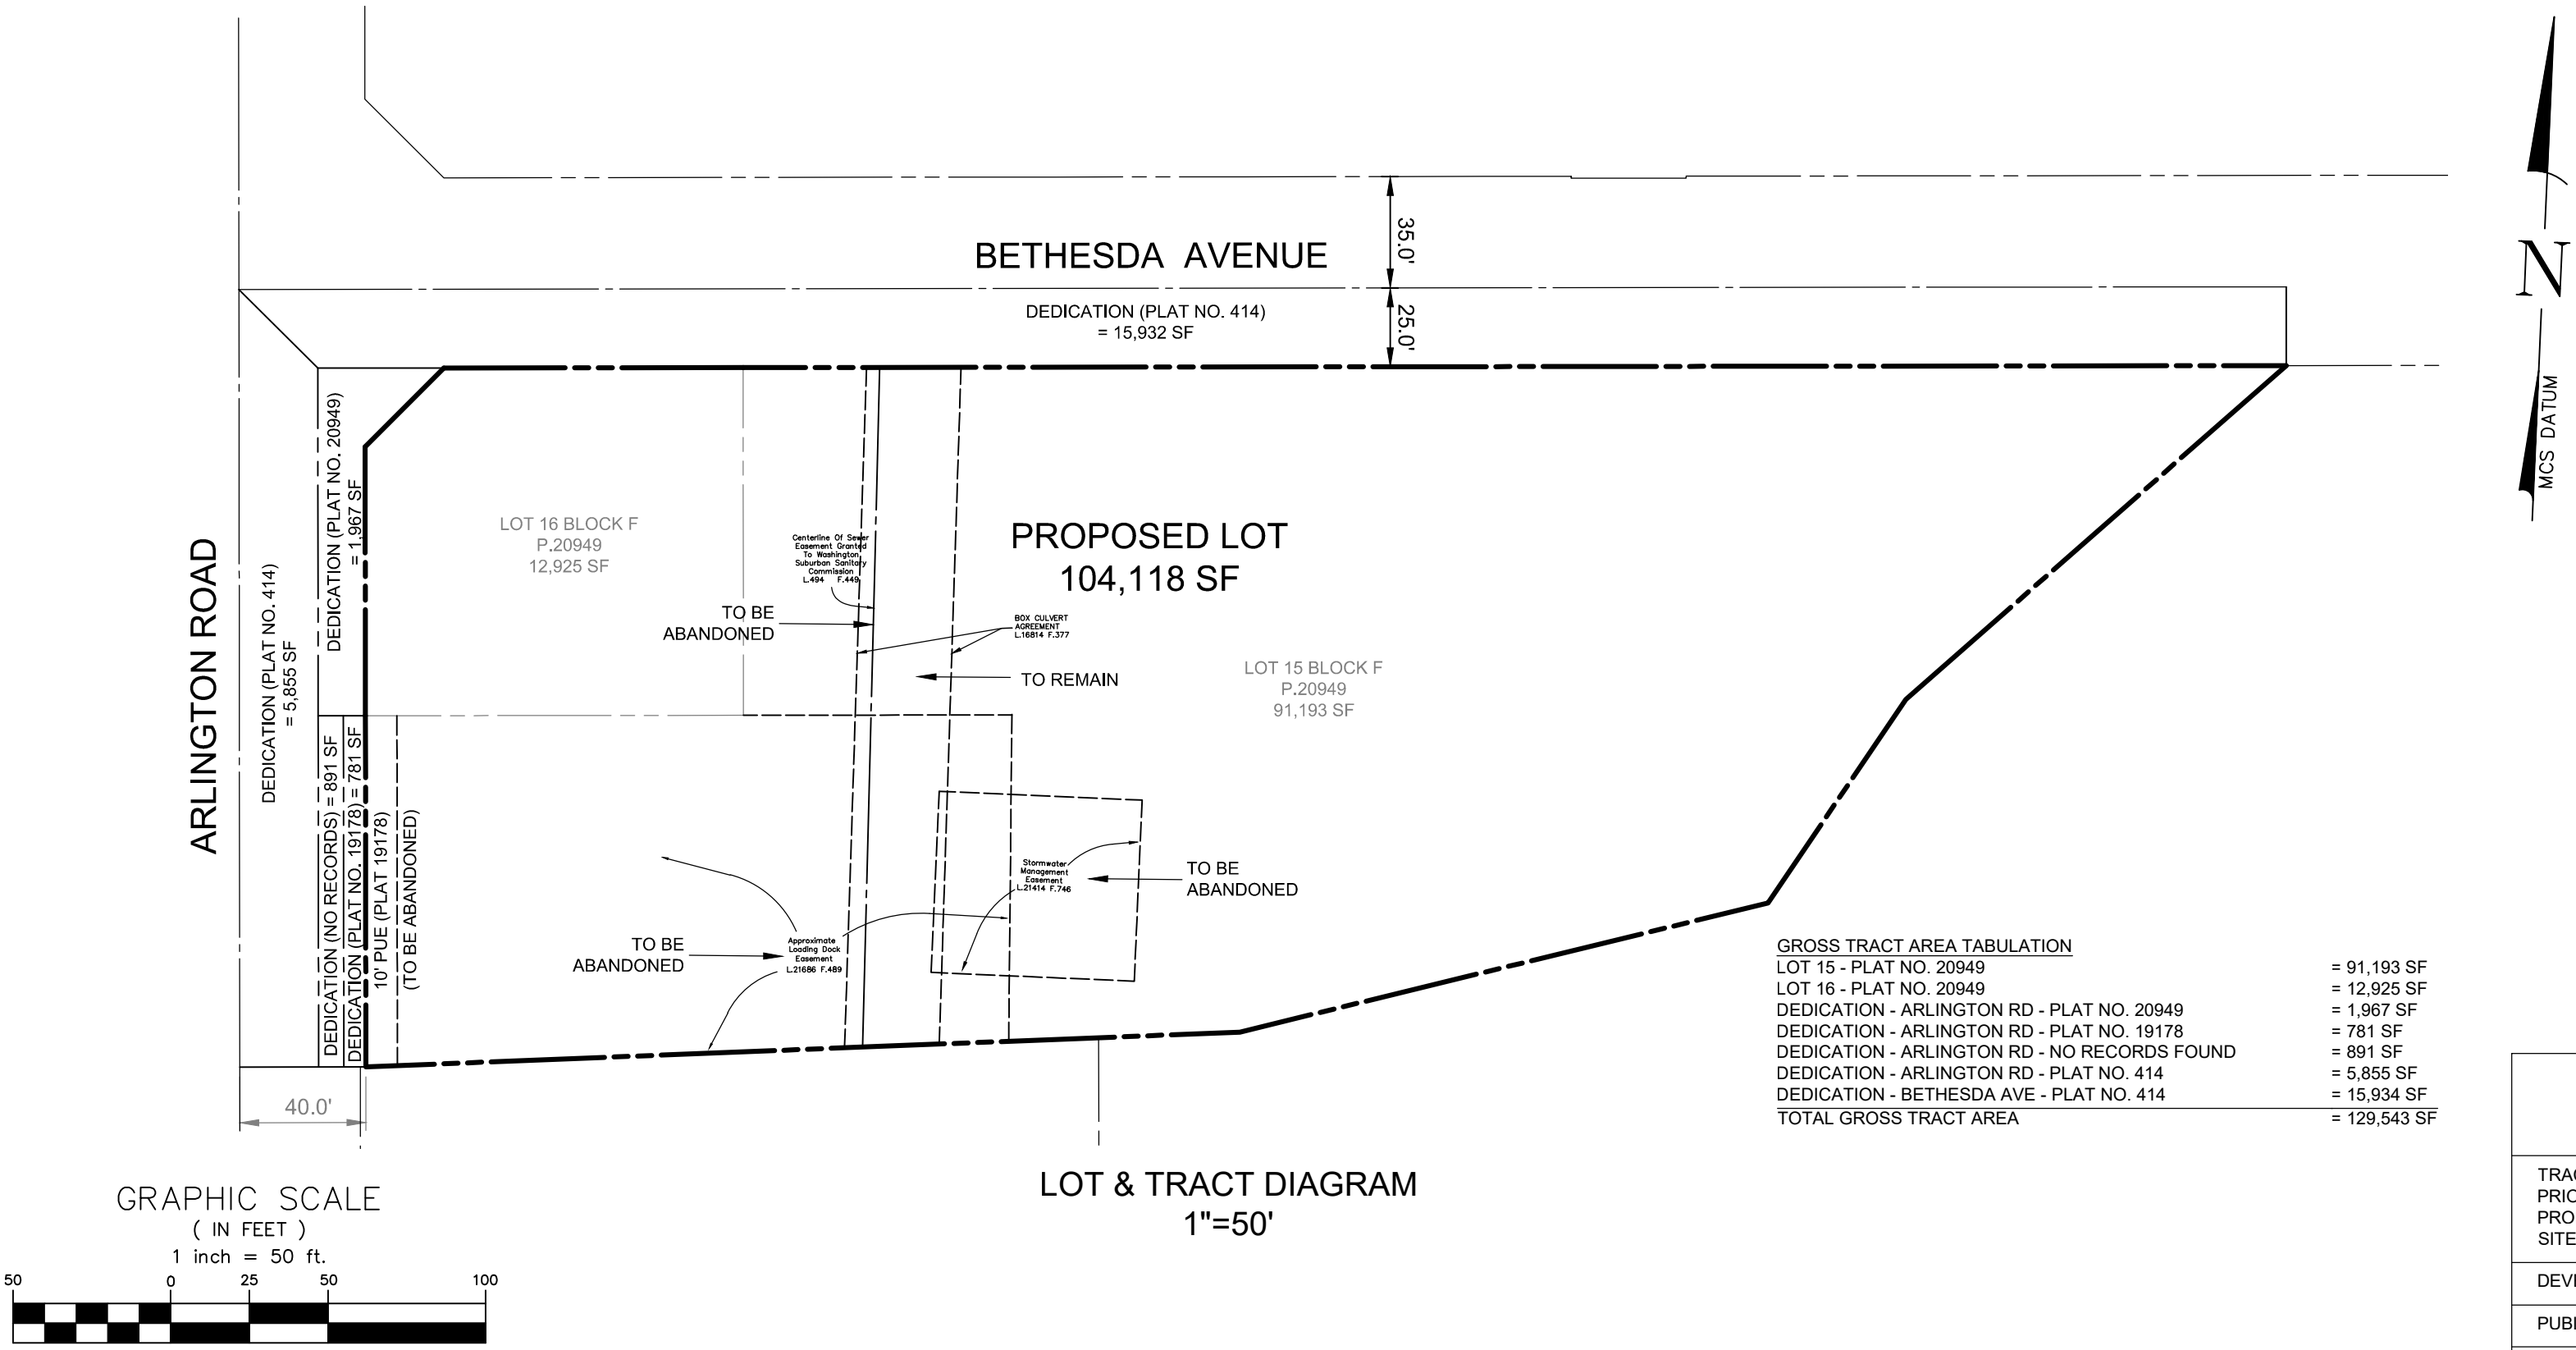 35.0'
BETHESDA AVENUE
DEDICATION (PLAT NO. 414)
= 15,932 SF
25.0'
N
MCS DATUM
ARLINGTON ROAD
DEDICATION (PLAT NO. 414)
= 5,855 SF
DEDICATION (PLAT NO. 20949)
= 1,967 SF
DEDICATION (NO RECORDS) = 891 SF
DEDICATION (PLAT NO. 19178) = 781 SF
10' PUE (PLAT 19178)
(TO BE ABANDONED)
LOT 16 BLOCK F
P.20949
12,925 SF
Centerline Of Sewer
Easement Granted
To Washington
Suburban Sanitary
Commission
L.494 F.449
TO BE
ABANDONED
PROPOSED LOT
104,118 SF
BOX CULVERT
AGREEMENT
L.16814 F.377
TO REMAIN
LOT 15 BLOCK F
P.20949
91,193 SF
Stormwater
Management
Easement
L.21414 F.746
TO BE
ABANDONED
TO BE
ABANDONED
Approximate
Loading Dock
Easement
L.21686 F.489
40.0'
GROSS TRACT AREA TABULATION
LOT 15 - PLAT NO. 20949 = 91,193 SF
LOT 16 - PLAT NO. 20949 = 12,925 SF
DEDICATION - ARLINGTON RD - PLAT NO. 20949 = 1,967 SF
DEDICATION - ARLINGTON RD - PLAT NO. 19178 = 781 SF
DEDICATION - ARLINGTON RD - NO RECORDS FOUND = 891 SF
DEDICATION - ARLINGTON RD - PLAT NO. 414 = 5,855 SF
DEDICATION - BETHESDA AVE - PLAT NO. 414 = 15,934 SF
TOTAL GROSS TRACT AREA = 129,543 SF
LOT & TRACT DIAGRAM
1"=50'
GRAPHIC SCALE
( IN FEET )
1 inch = 50 ft.
50 0 25 50 100
SITE